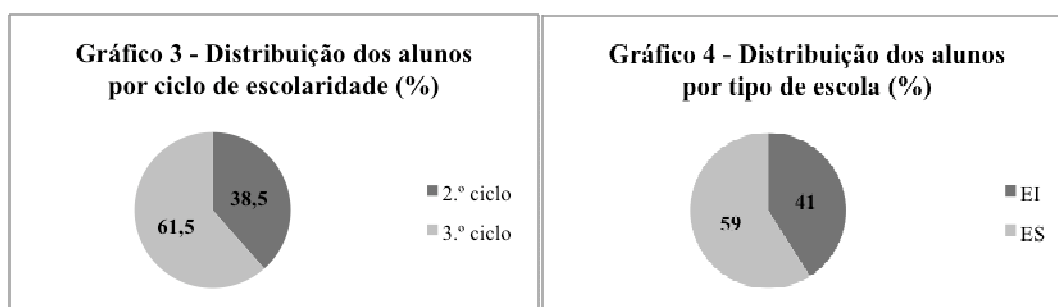 Gráfico 3 - Distribuição dos alunos
por ciclo de escolaridade (%)
38,5
61,5
2.º ciclo
3.º ciclo
Gráfico 4 - Distribuição dos alunos
por tipo de escola (%)
41
59
EI
ES